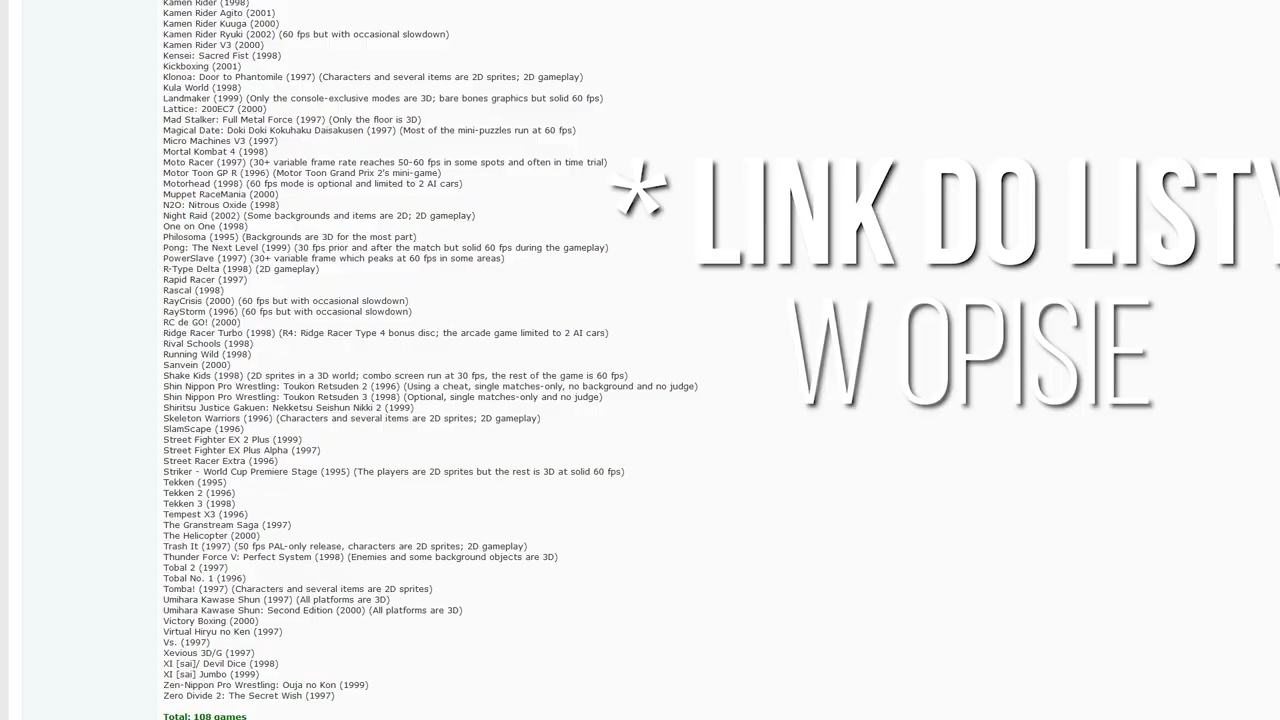 Kamen Rider (1998)
Kamen Rider Agito (2001)
Kamen Rider Kuuga (2000)
Kamen Rider Ryuki (2002) (60 fps but with occasional slowdown)
Kamen Rider V3 (2000)
Kensei: Sacred Fist (1998)
Kickboxing (2001)
Klonoa: Door to Phantomile (1997) (Characters and several items are 2D sprites; 2D gameplay)
Kula World (1998)
Landmaker (1999) (Only the console-exclusive modes are 3D; bare bones graphics but solid 60 fps)
Lattice: 200EC7 (2000)
Mad Stalker: Full Metal Force (1997) (Only the floor is 3D)
Magical Date: Doki Doki Kokuhaku Daisakusen (1997) (Most of the mini-puzzles run at 60 fps)
Micro Machines V3 (1997)
Mortal Kombat 4 (1998)
Moto Racer (1997) (30+ variable frame rate reaches 50-60 fps in some spots and often in time trial)
Motor Toon GP R (1996) (Motor Toon Grand Prix 2's mini-game)
Motorhead (1998) (60 fps mode is optional and limited to 2 AI cars)
Muppet RaceMania (2000)
N2O: Nitrous Oxide (1998)
Night Raid (2002) (Some backgrounds and items are 2D; 2D gameplay)
One on One (1998)
Philosoma (1995) (Backgrounds are 3D for the most part)
Pong: The Next Level (1999) (30 fps prior and after the match but solid 60 fps during the gameplay)
PowerSlave (1997) (30+ variable frame which peaks at 60 fps in some areas)
R-Type Delta (1998) (2D gameplay)
Rapid Racer (1997)
Rascal (1998)
RayCrisis (2000) (60 fps but with occasional slowdown)
RayStorm (1996) (60 fps but with occasional slowdown)
RC de GO! (2000)
Ridge Racer Turbo (1998) (R4: Ridge Racer Type 4 bonus disc; the arcade game limited to 2 AI cars)
Rival Schools (1998)
Running Wild (1998)
Sanvein (2000)
Shake Kids (1998) (2D sprites in a 3D world; combo screen run at 30 fps, the rest of the game is 60 fps)
Shin Nippon Pro Wrestling: Toukon Retsuden 2 (1996) (Using a cheat, single matches-only, no background and no judge)
Shin Nippon Pro Wrestling: Toukon Retsuden 3 (1998) (Optional, single matches-only and no judge)
Shiritsu Justice Gakuen: Nekketsu Seishun Nikki 2 (1999)
Skeleton Warriors (1996) (Characters and several items are 2D sprites; 2D gameplay)
SlamScape (1996)
Street Fighter EX 2 Plus (1999)
Street Fighter EX Plus Alpha (1997)
Street Racer Extra (1996)
Striker - World Cup Premiere Stage (1995) (The players are 2D sprites but the rest is 3D at solid 60 fps)
Tekken (1995)
Tekken 2 (1996)
Tekken 3 (1998)
Tempest X3 (1996)
The Granstream Saga (1997)
The Helicopter (2000)
Trash It (1997) (50 fps PAL-only release, characters are 2D sprites; 2D gameplay)
Thunder Force V: Perfect System (1998) (Enemies and some background objects are 3D)
Tobal 2 (1997)
Tobal No. 1 (1996)
Tomba! (1997) (Characters and several items are 2D sprites)
Umihara Kawase Shun (1997) (All platforms are 3D)
Umihara Kawase Shun: Second Edition (2000) (All platforms are 3D)
Victory Boxing (2000)
Virtual Hiryu no Ken (1997)
Vs. (1997)
Xevious 3D/G (1997)
XI [sai]/ Devil Dice (1998)
XI [sai] Jumbo (1999)
Zen-Nippon Pro Wrestling: Ouja no Kon (1999)
Zero Divide 2: The Secret Wish (1997)
Total: 108 games
* LINK DO LISTY
W OPISIE